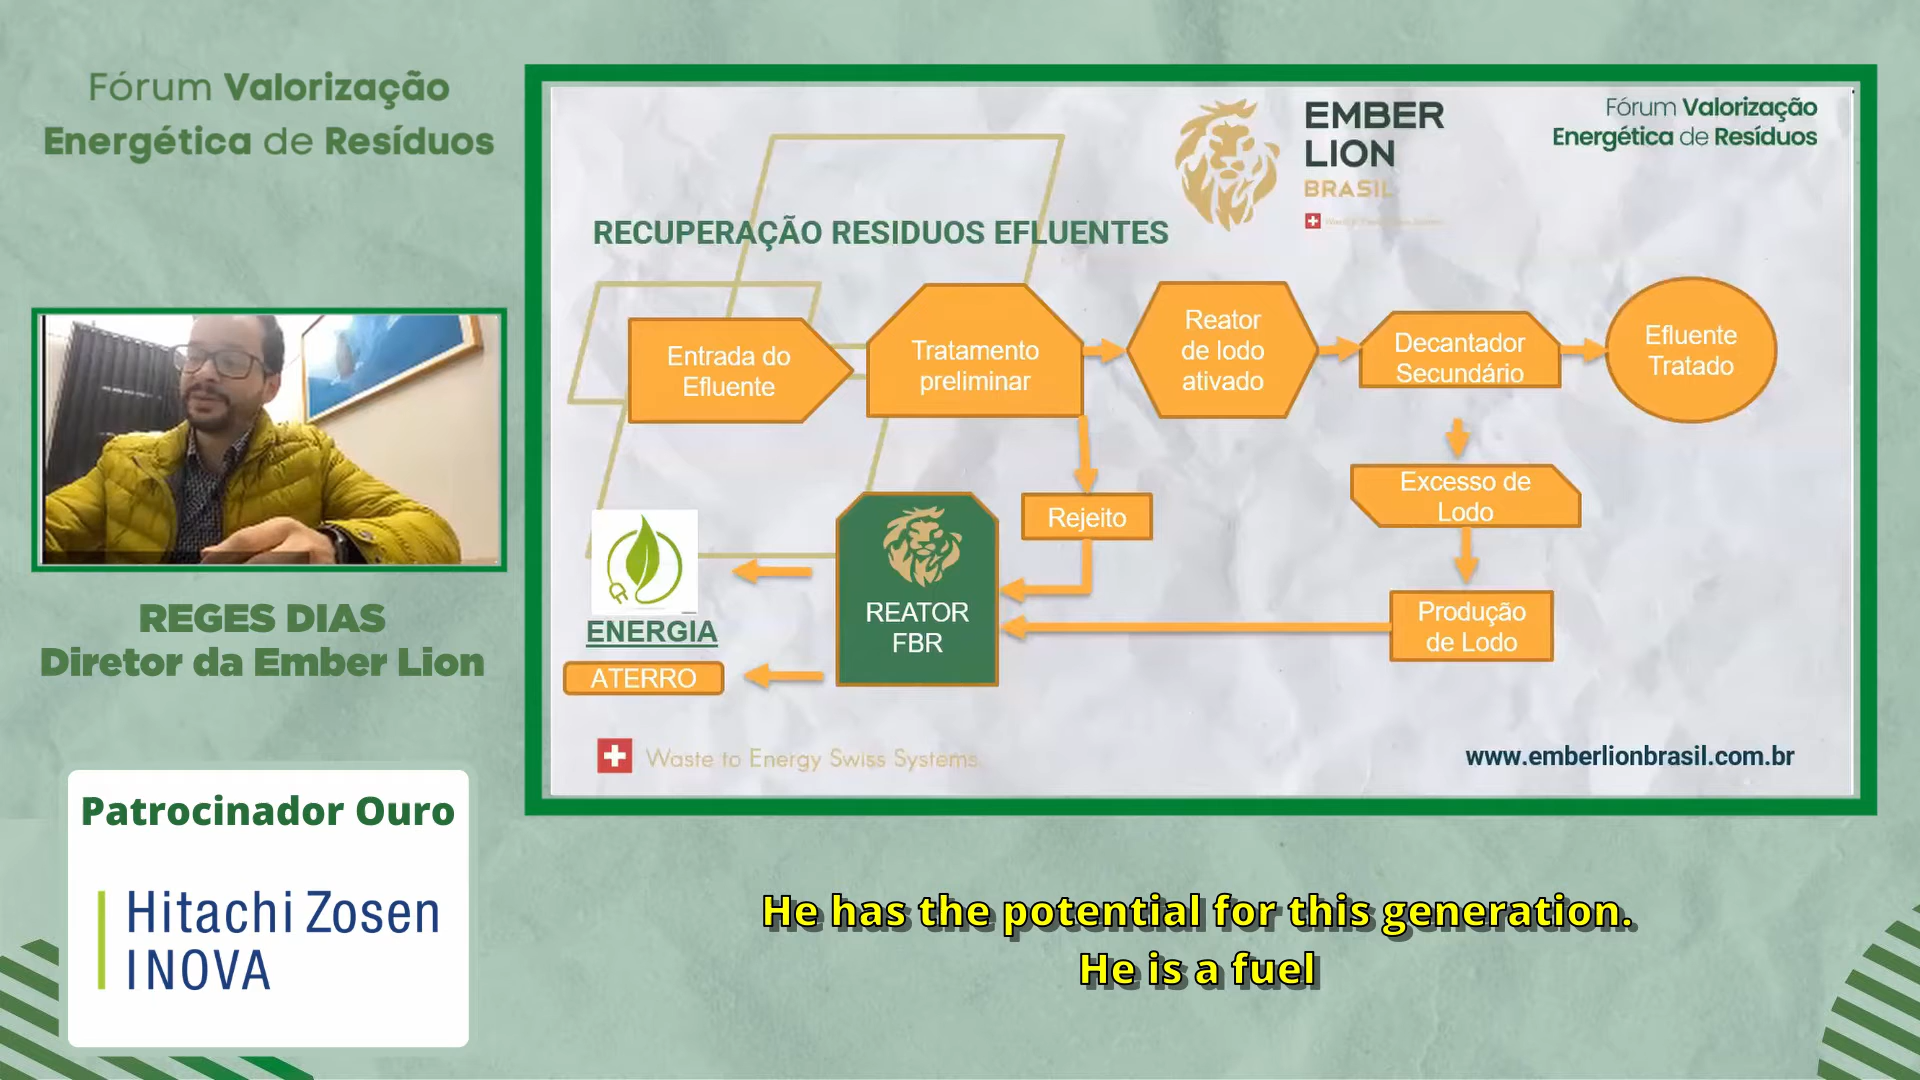 Fórum Valorização
Energética de Resíduos
REGES DIAS
Diretor da Ember Lion
Patrocinador Ouro
Hitachi Zosen
INOVA
EMBER
LION
BRASIL
Fórum Valorização
Energética de Resíduos
RECUPERAÇÃO RESIDUOS EFLUENTES
Entrada do
Efluente
Tratamento
preliminar
Reator
de lodo
ativado
Decantador
Secundário
Efluente
Tratado
Rejeito
Excesso de
Lodo
Produção
de Lodo
REATOR
FBR
ENERGIA
ATERRO
Waste to Energy Swiss Systems
www.emberlionbrasil.com.br
He has the potential for this generation.
He is a fuel